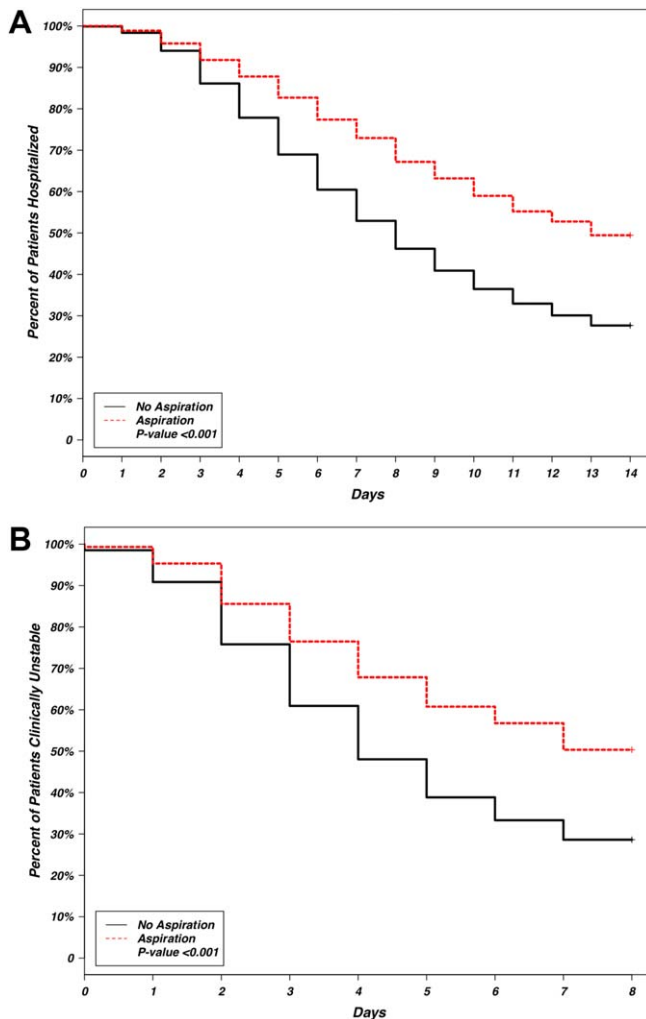 A
Percent of Patients Hospitalized
100%
90%
80%
70%
60%
50%
40%
30%
20%
10%
0
No Aspiration
Aspiration
P-value <0.001
0 1 2 3 4 5 6 7 8 9 10 11 12 13 14
Days
B
Percent of Patients Clinically Unstable
100%
90%
80%
70%
60%
50%
40%
30%
20%
10%
0
No Aspiration
Aspiration
P-value <0.001
0 1 2 3 4 5 6 7 8
Days